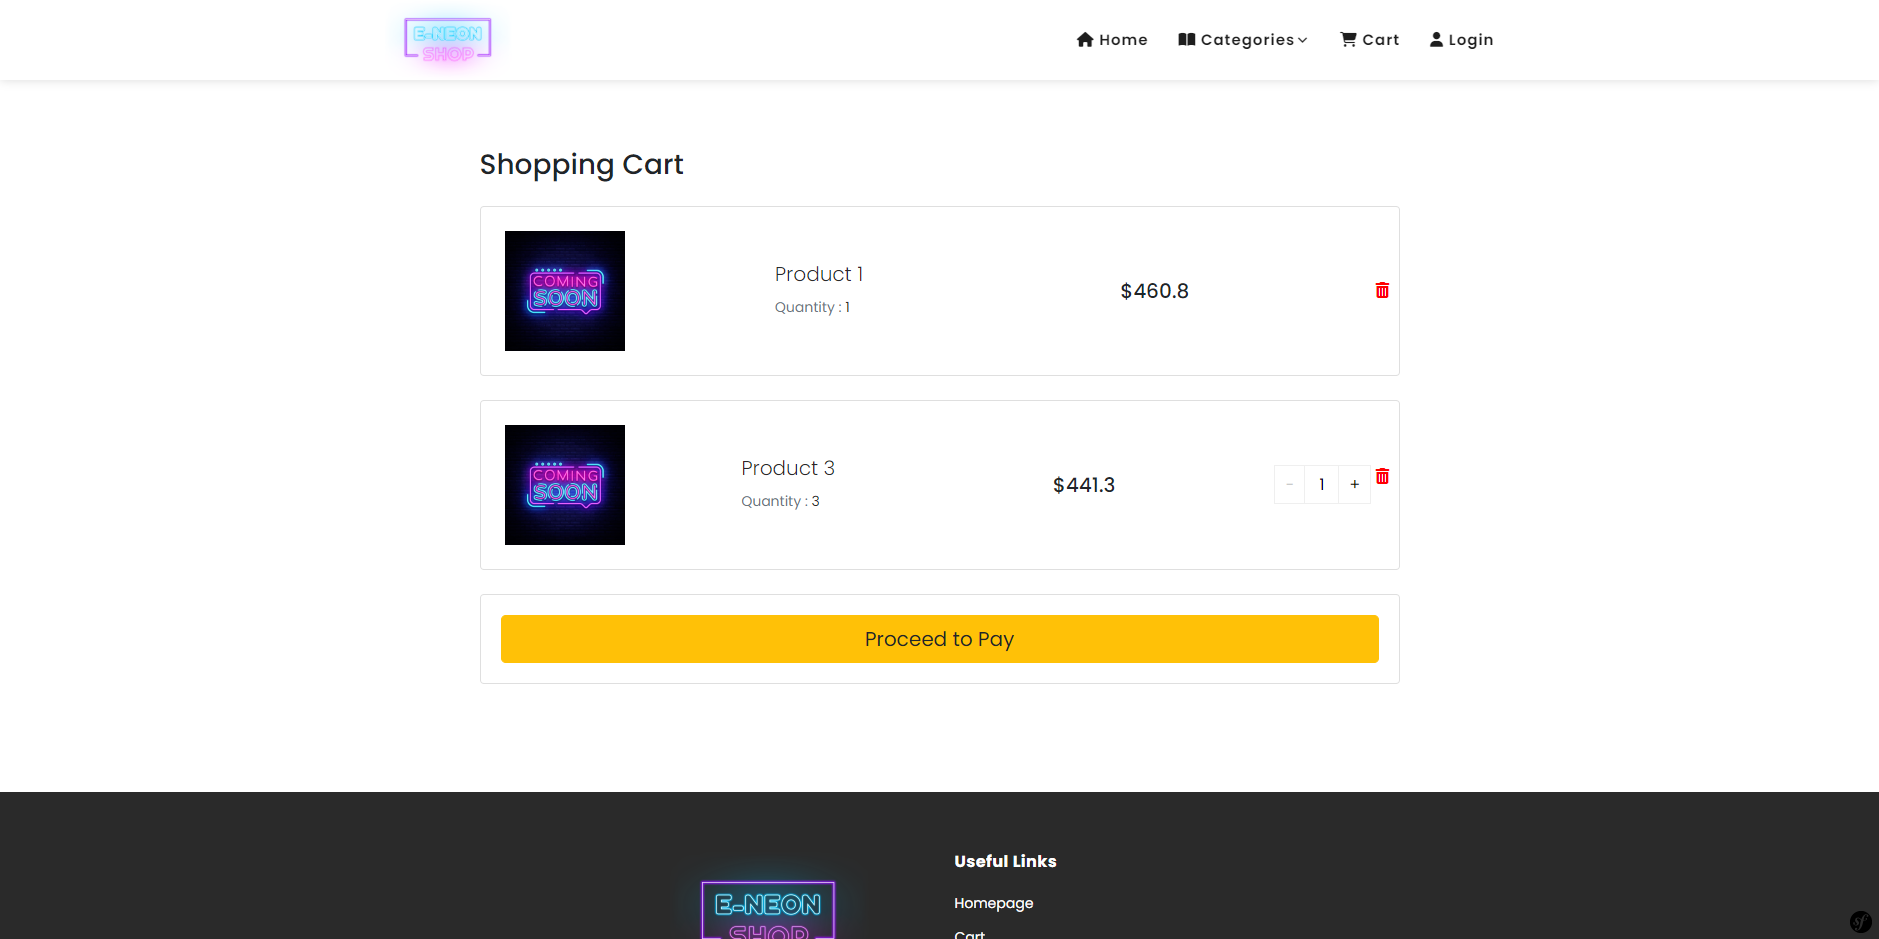 E-NEON
SHOP
Home
Categories
Cart
Login
Shopping Cart
COMING
SOON
Product 1
Quantity : 1
$460.8
COMING
SOON
Product 3
Quantity : 3
$441.3
- 1 +
Proceed to Pay
E-NEON
SHOP
Useful Links
Homepage
Cart
sf